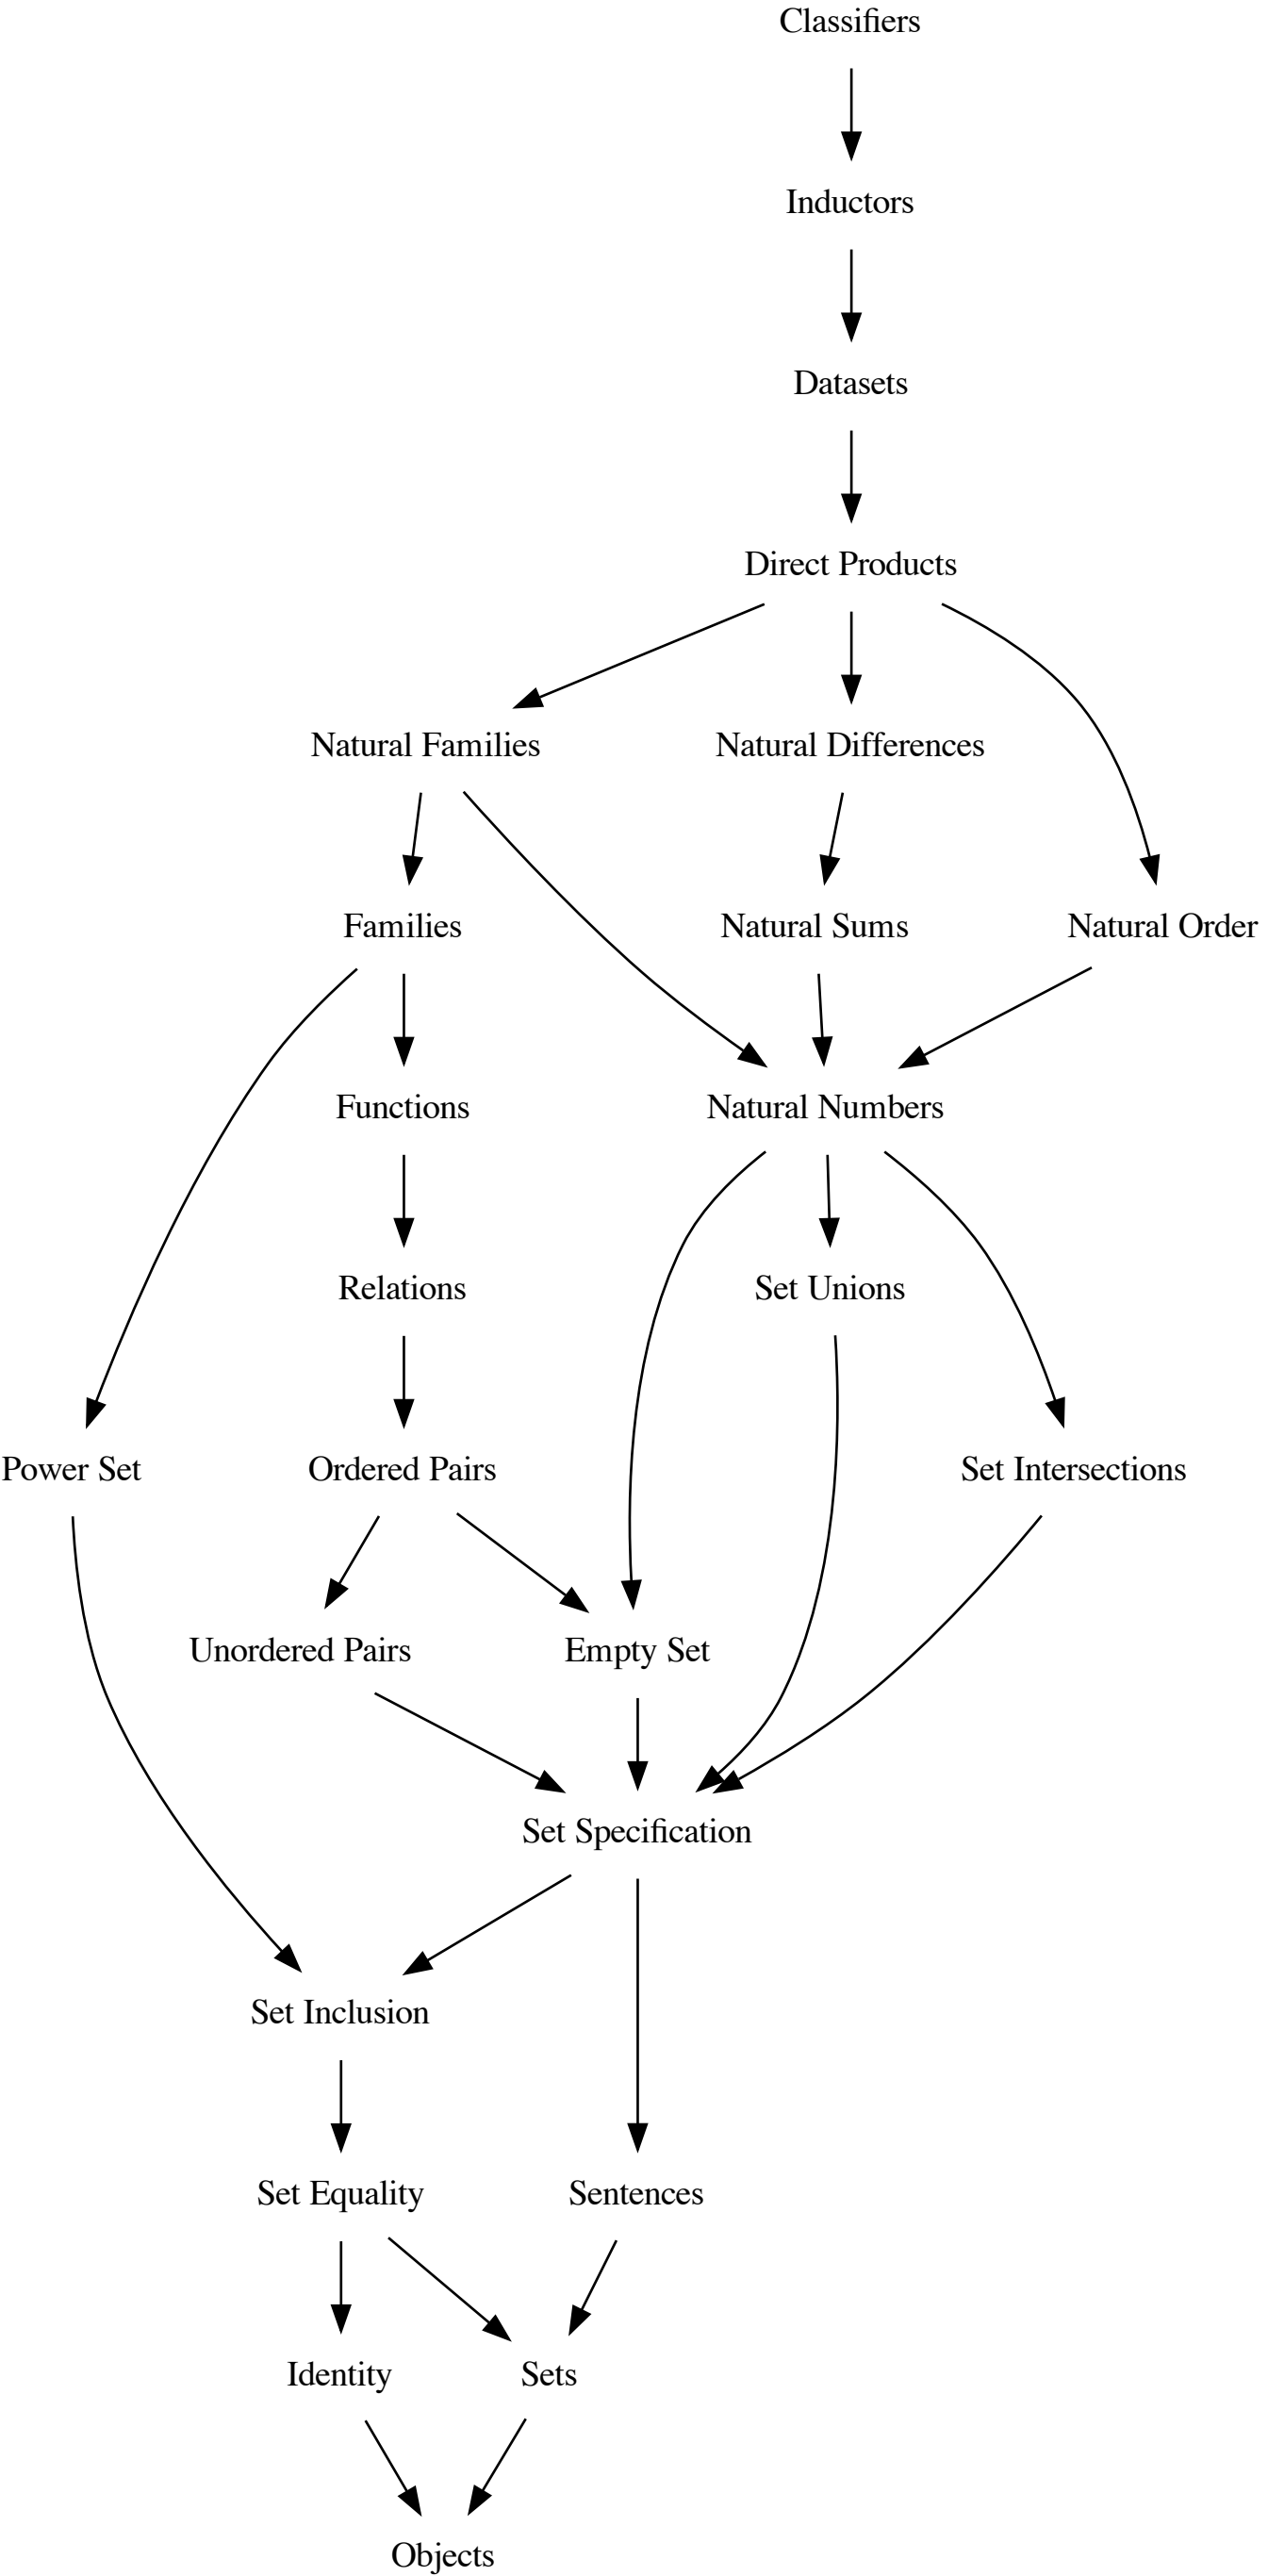 Classifiers
Inductors
Datasets
Direct Products
Natural Families
Natural Differences
Families
Natural Sums
Natural Order
Functions
Natural Numbers
Relations
Set Unions
Power Set
Ordered Pairs
Set Intersections
Unordered Pairs
Empty Set
Set Specification
Set Inclusion
Set Equality
Sentences
Identity
Sets
Objects